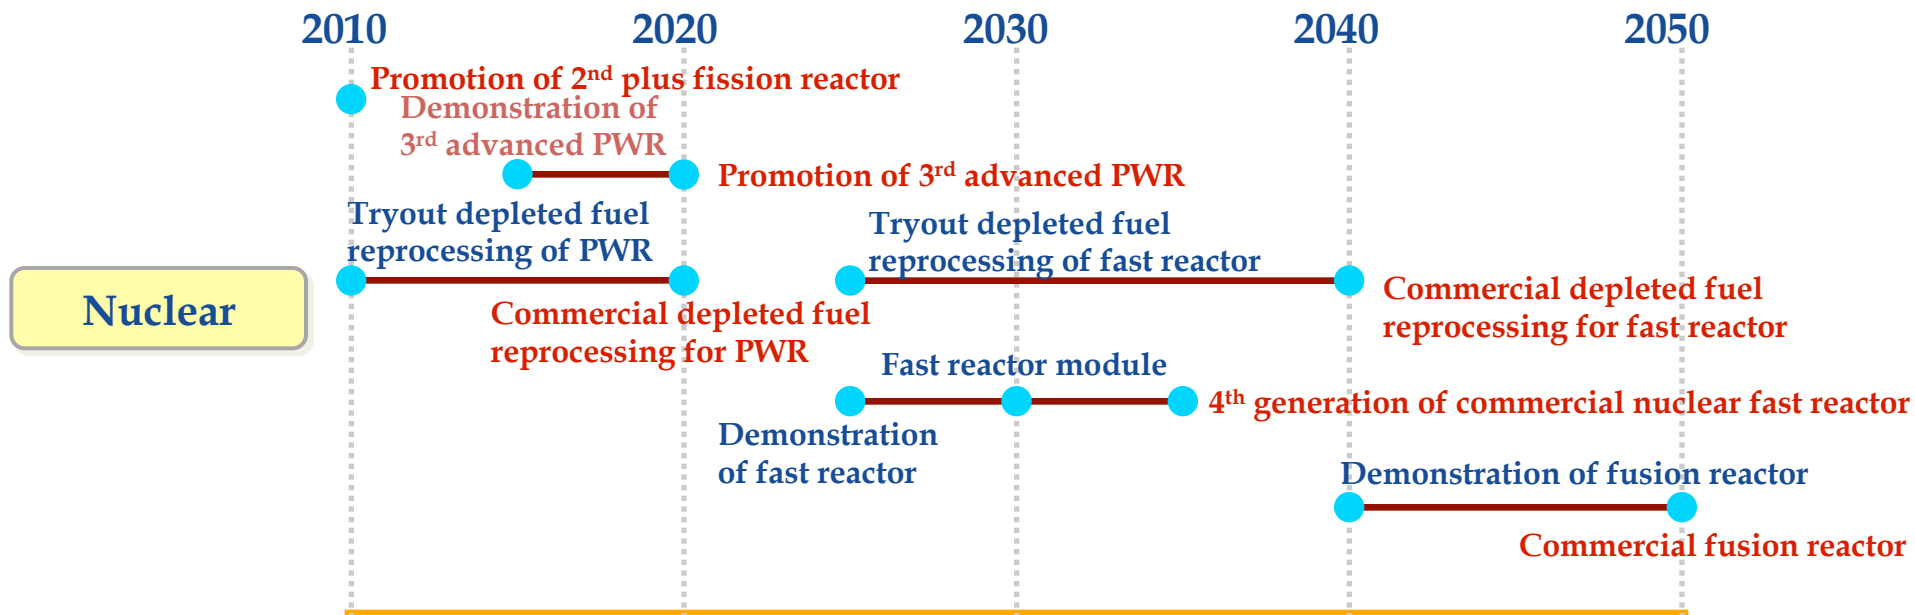 2010 2020 2030 2040 2050
Promotion of 2nd plus fission reactor
Demonstration of
3rd advanced PWR
Promotion of 3rd advanced PWR
Tryout depleted fuel
reprocessing of PWR
Tryout depleted fuel
reprocessing of fast reactor
Nuclear
Commercial depleted fuel
reprocessing for PWR
Commercial depleted fuel
reprocessing for fast reactor
Fast reactor module
4th generation of commercial nuclear fast reactor
Demonstration
of fast reactor
Demonstration of fusion reactor
Commercial fusion reactor